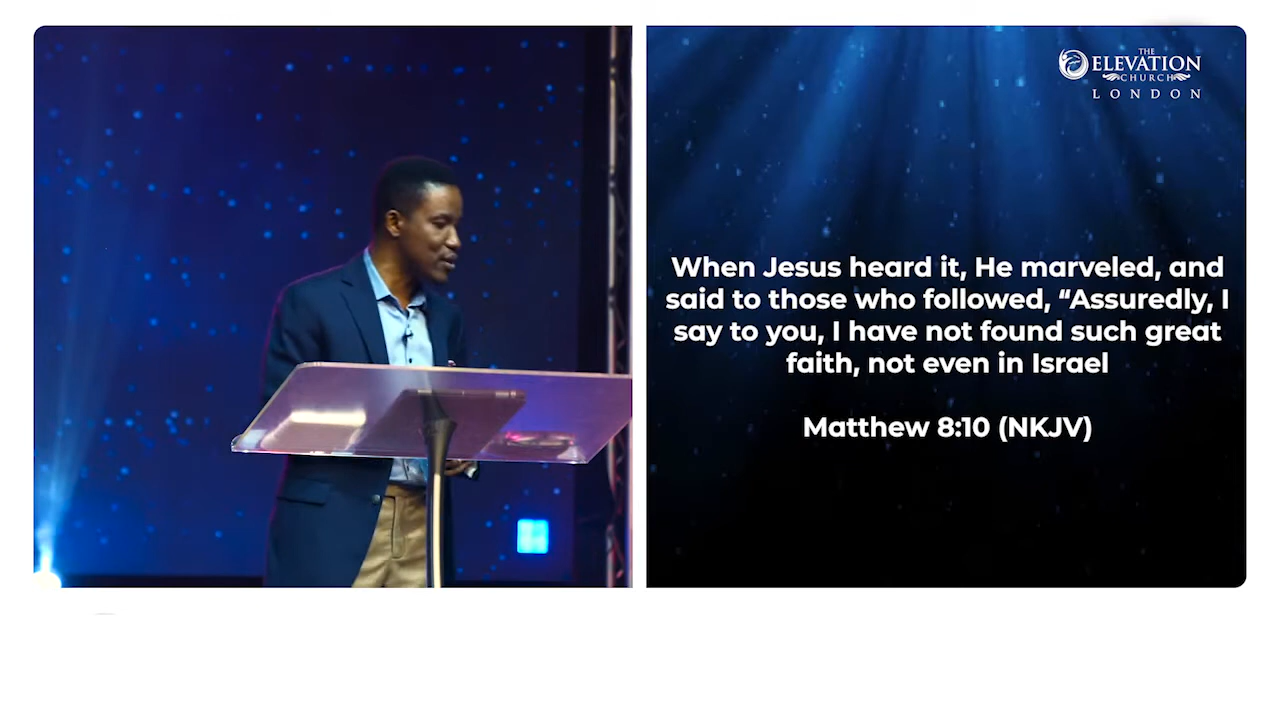 THE
ELEVATION
CHURCH
LONDON
When Jesus heard it, He marveled, and
said to those who followed, “Assuredly, I
say to you, I have not found such great
faith, not even in Israel
Matthew 8:10 (NKJV)